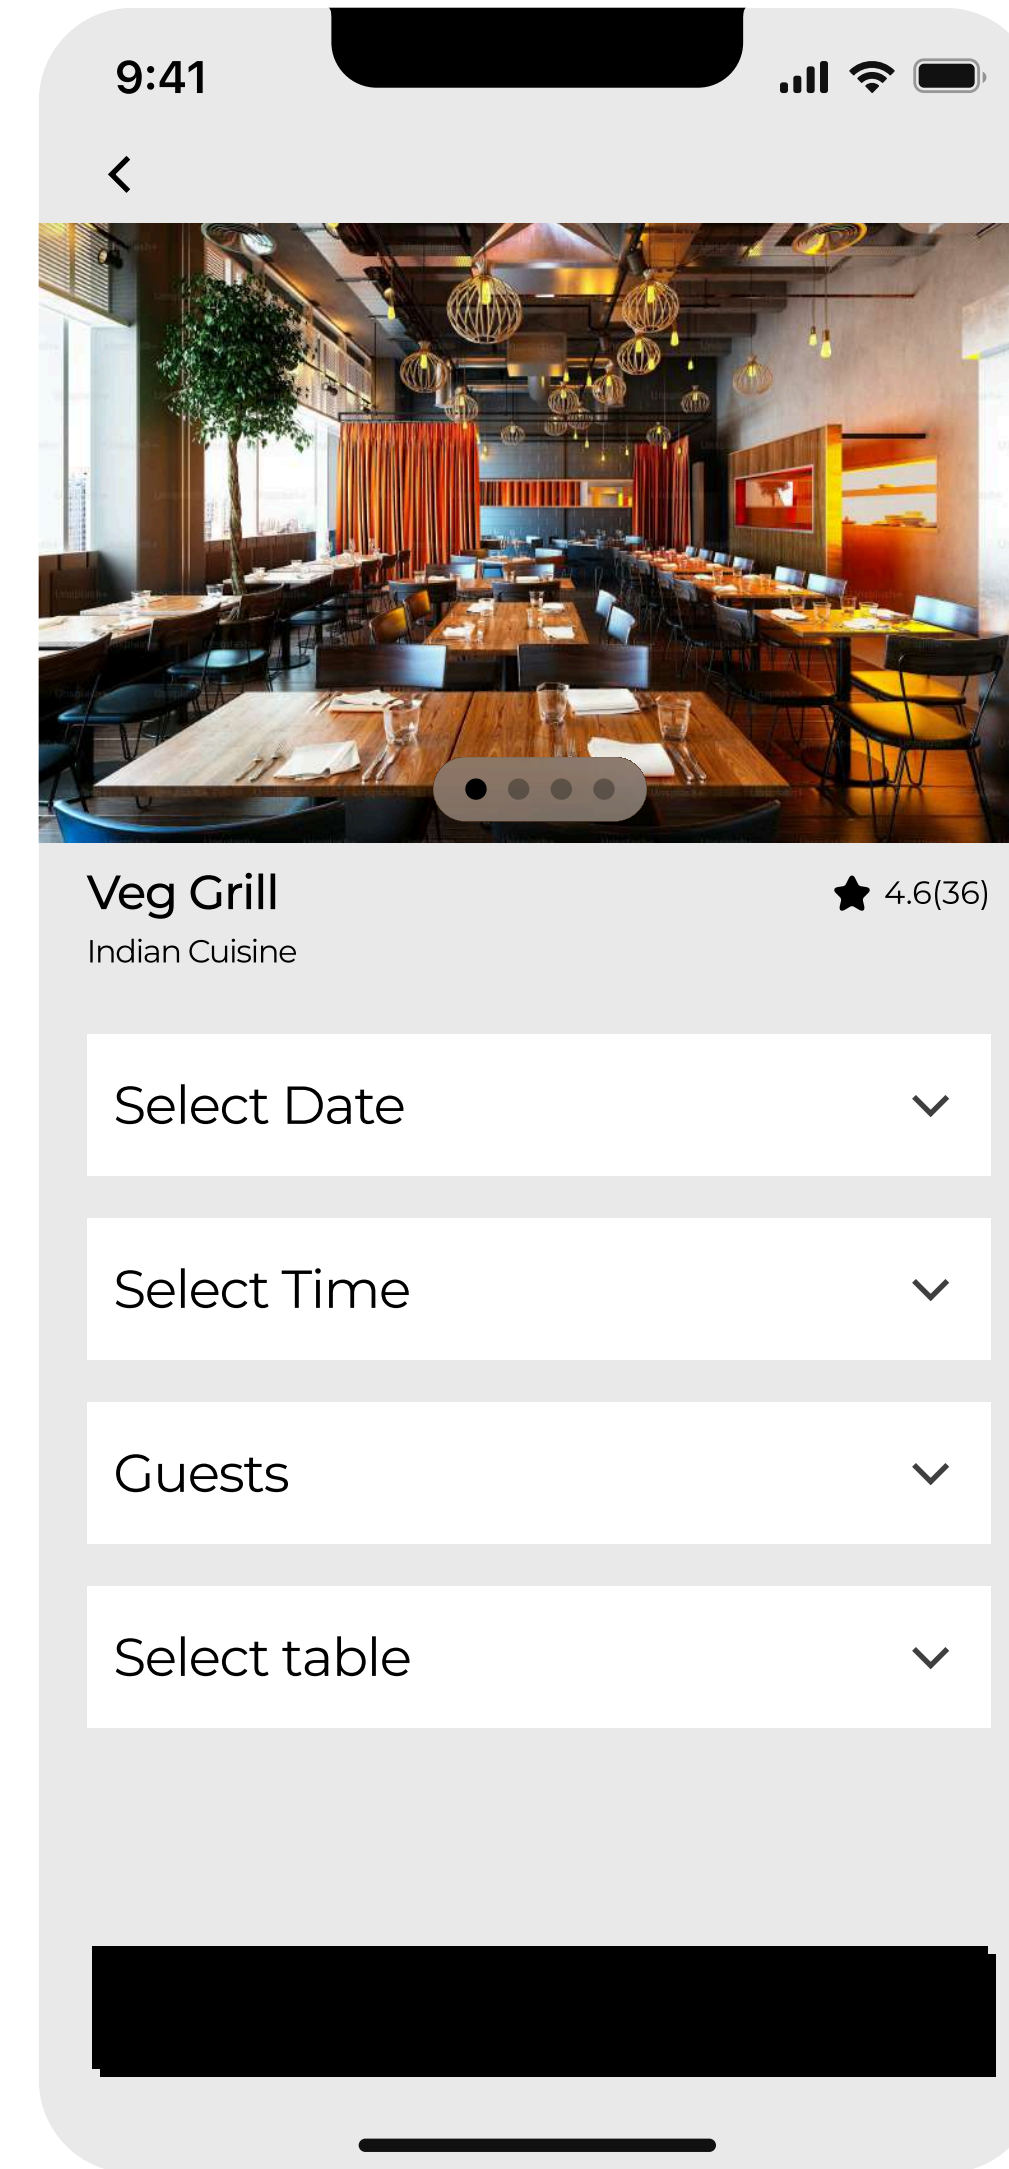 9:41
Veg Grill
4.6(36)
Indian Cuisine
Select Date
Select Time
Guests
Select table